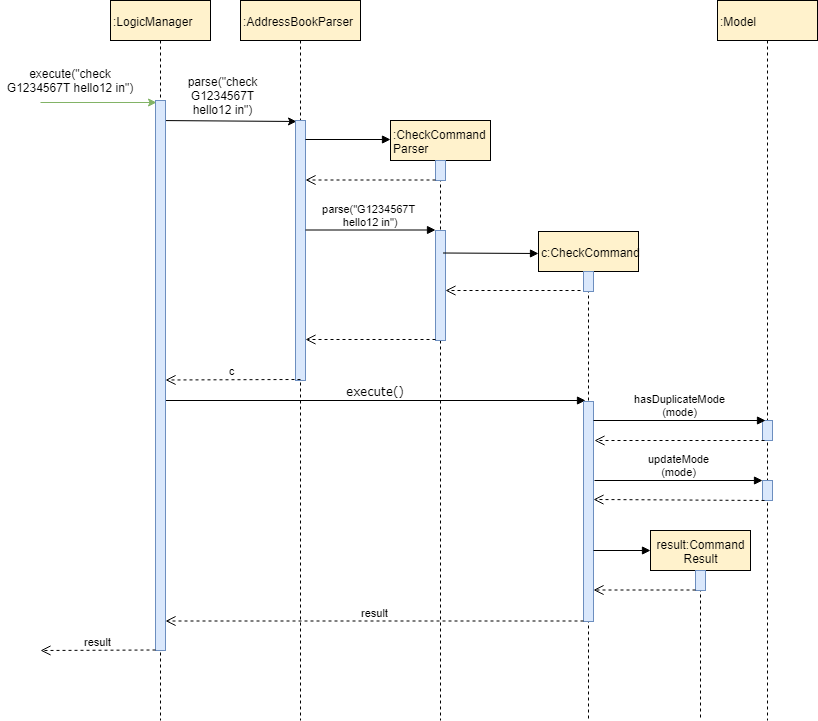 :LogicManager
:AddressBookParser
:Model
execute("check
G1234567T hello12 in")
parse("check
G1234567T
hello12 in")
:CheckCommand
Parser
parse("G1234567T
hello12 in")
c:CheckCommand
c
execute()
hasDuplicateMode
(mode)
updateMode
(mode)
result:Command
Result
result
result